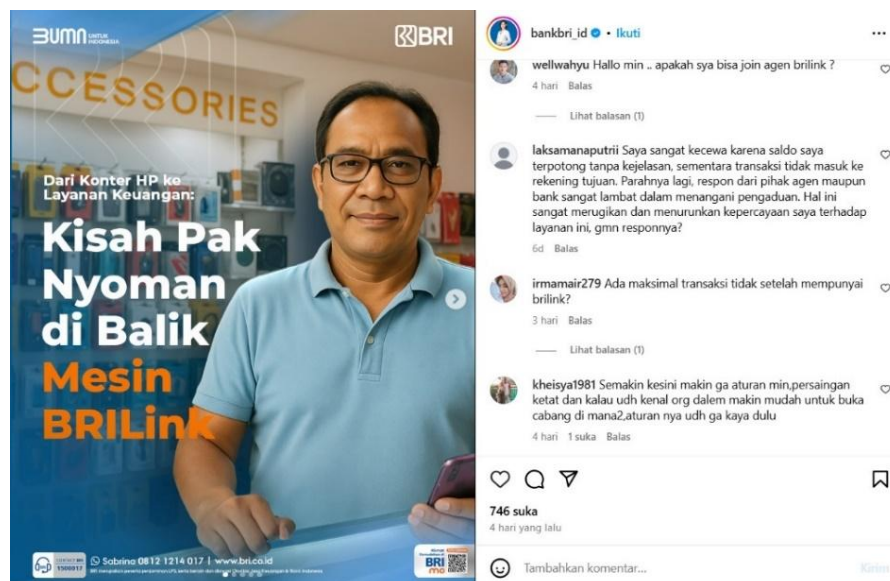 BUMN UNTUK INDONESIA
BRI
CCESSORIES
Dari Konter HP ke
Layanan Keuangan:
Kisah Pak
Nyoman
di Balik
Mesin
BRILink
1500017
Sabrina 0812 1214 017 | www.bri.co.id
BRI
mo
bankbri_id • Ikuti
wellwahyu Hallo min .. apakah sya bisa join agen brilink ?
4 hari Balas
Lihat balasan (1)
laksamanaputrii Saya sangat kecewa karena saldo saya
terpotong tanpa kejelasan, sementara transaksi tidak masuk ke
rekening tujuan. Parahnya lagi, respon dari pihak agen maupun
bank sangat lambat dalam menangani pengaduan. Hal ini
sangat merugikan dan menurunkan kepercayaan saya terhadap
layanan ini, gmn responnya?
6d Balas
irmamair279 Ada maksimal transaksi tidak setelah mempunyai
brilink?
3 hari Balas
Lihat balasan (1)
kheisya1981 Semakin kesini makin ga aturan min,persaingan
ketat dan kalau udh kenal org dalem makin mudah untuk buka
cabang di mana2,aturan nya udh ga kaya dulu
4 hari 1 suka Balas
746 suka
4 hari yang lalu
Tambahkan komentar...
Kirim